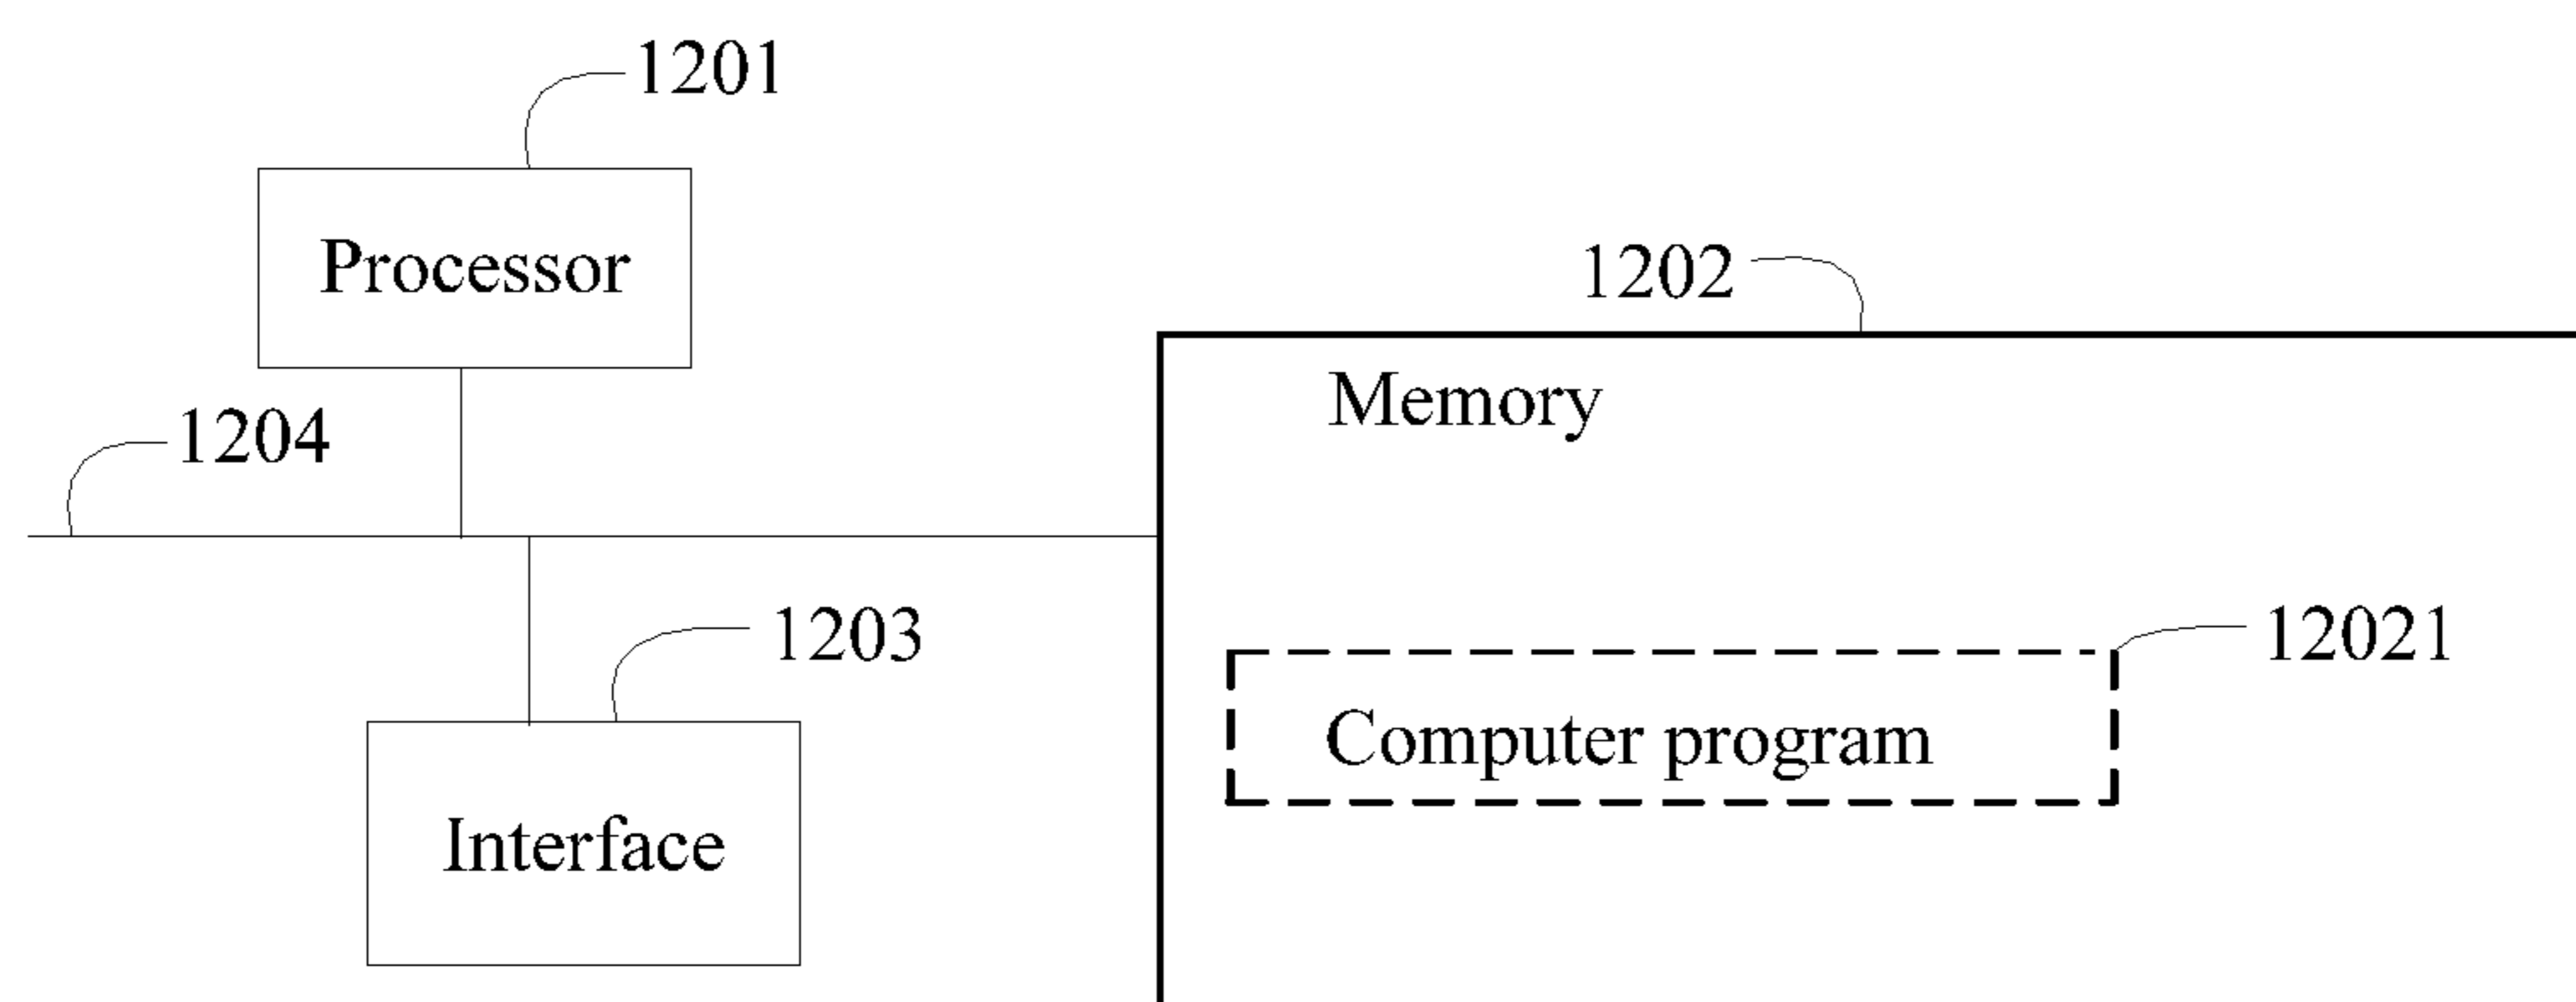 1201
Processor
1202
Memory
1204
1203
12021
Computer program
Interface